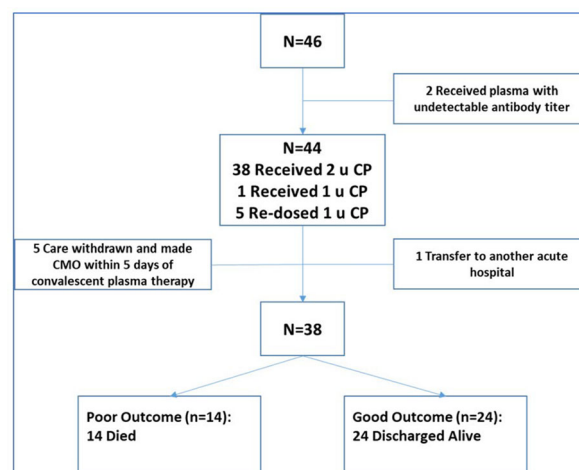 N=46
2 Received plasma with
undetectable antibody titer
N=44
38 Received 2 u CP
1 Received 1 u CP
5 Re-dosed 1 u CP
5 Care withdrawn and made
CMO within 5 days of
convalescent plasma therapy
1 Transfer to another acute
hospital
N=38
Poor Outcome (n=14):
14 Died
Good Outcome (n=24):
24 Discharged Alive